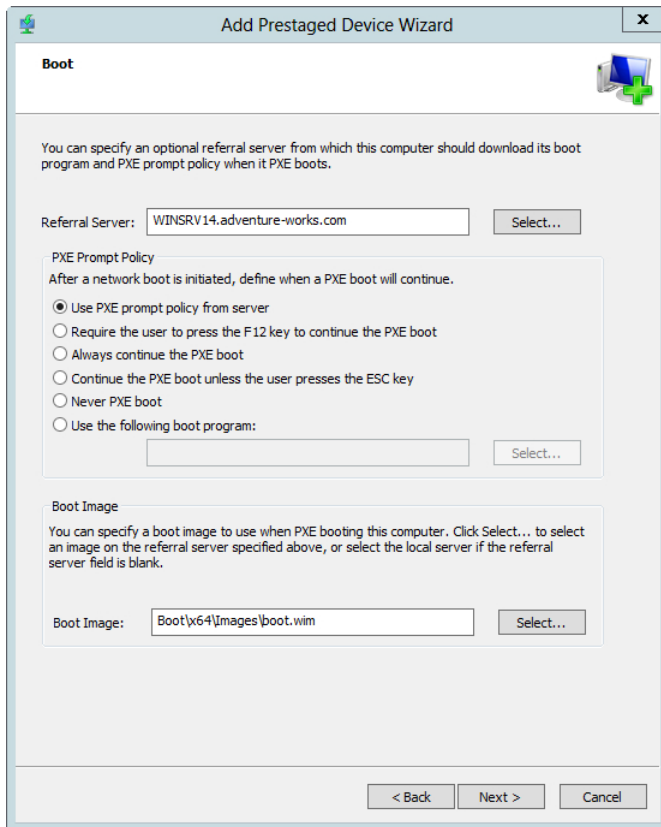 Add Prestaged Device Wizard
x
Boot
You can specify an optional referral server from which this computer should download its boot
program and PXE prompt policy when it PXE boots.
Referral Server: WINSRV14.adventure-works.com Select...
PXE Prompt Policy
After a network boot is initiated, define when a PXE boot will continue.
Use PXE prompt policy from server
Require the user to press the F12 key to continue the PXE boot
Always continue the PXE boot
Continue the PXE boot unless the user presses the ESC key
Never PXE boot
Use the following boot program:
Select...
Boot Image
You can specify a boot image to use when PXE booting this computer. Click Select... to select
an image on the referral server specified above, or select the local server if the referral
server field is blank.
Boot Image: Boot\x64\Images\boot.wim Select...
< Back Next > Cancel